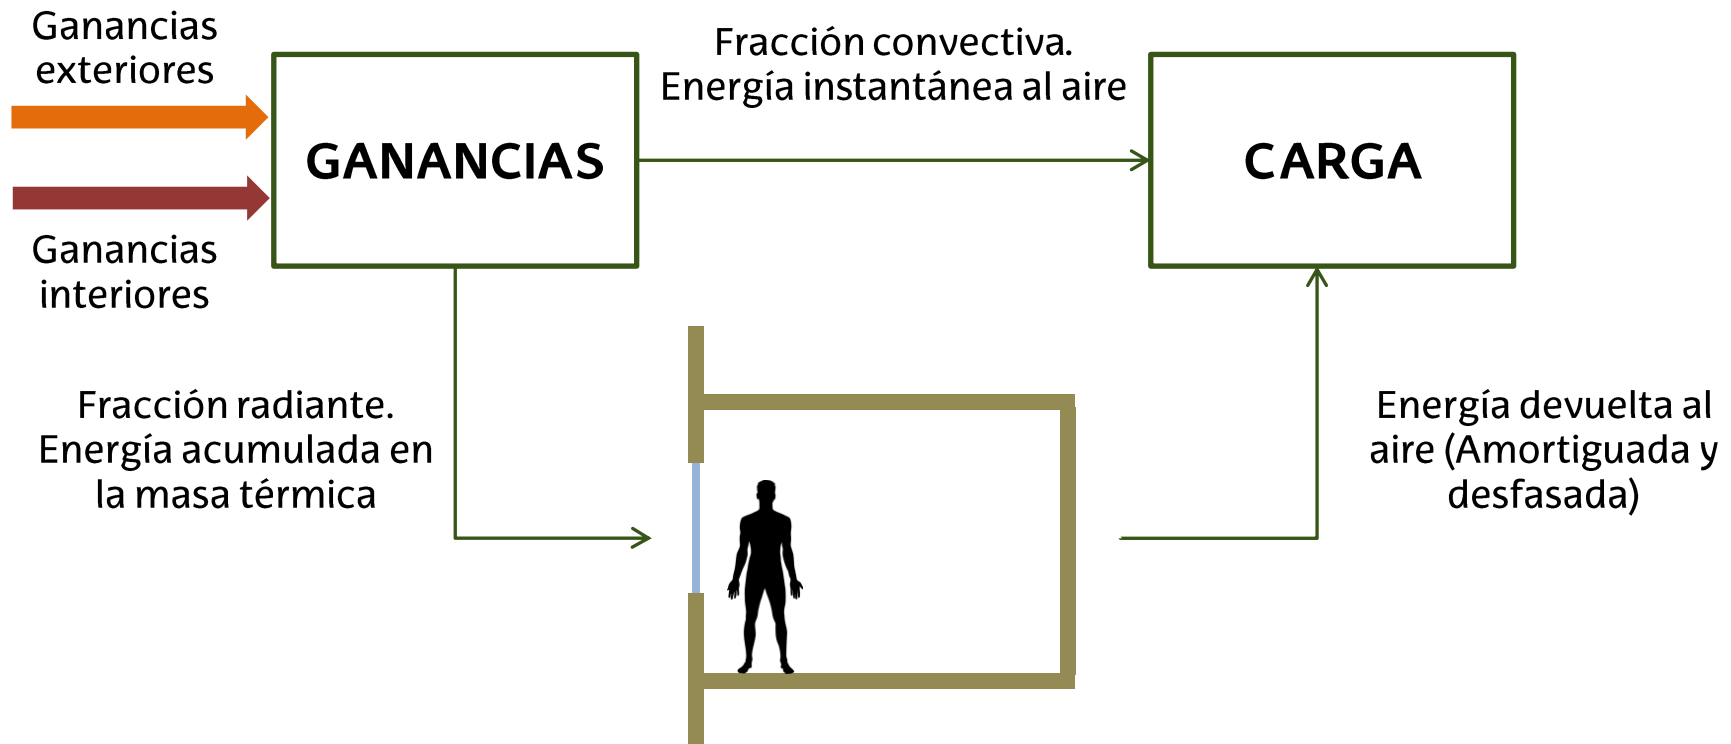 Ganancias
exteriores
Fracción convectiva.
Energía instantánea al aire
GANANCIAS
CARGA
Ganancias
interiores
Fracción radiante.
Energía acumulada en
la masa térmica
Energía devuelta al
aire (Amortiguada y
desfasada)